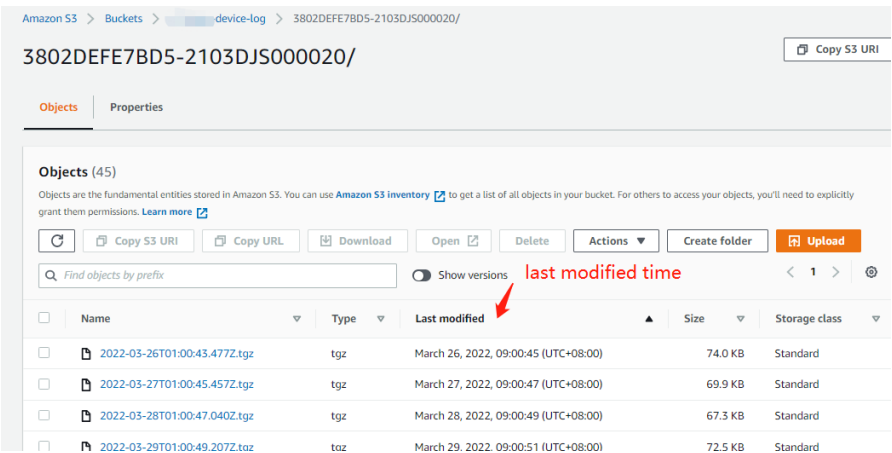 Amazon S3 > Buckets > -device-log > 3802DEFE7BD5-2103DJS000020/
3802DEFE7BD5-2103DJS000020/
Copy S3 URI
Objects
Properties
Objects (45)
Objects are the fundamental entities stored in Amazon S3. You can use Amazon S3 inventory to get a list of all objects in your bucket. For others to access your objects, you'll need to explicitly
grant them permissions. Learn more
Copy S3 URI Copy URL Download Open Delete Actions Create folder Upload
Find objects by prefix Show versions last modified time < 1 >
Name Type Last modified Size Storage class
2022-03-26T01:00:43.477Z.tgz tgz March 26, 2022, 09:00:45 (UTC+08:00) 74.0 KB Standard
2022-03-27T01:00:45.457Z.tgz tgz March 27, 2022, 09:00:47 (UTC+08:00) 69.9 KB Standard
2022-03-28T01:00:47.040Z.tgz tgz March 28, 2022, 09:00:49 (UTC+08:00) 67.3 KB Standard
2022-03-29T01:00:49.207Z.tgz tgz March 29, 2022, 09:00:51 (UTC+08:00) 72.5 KB Standard